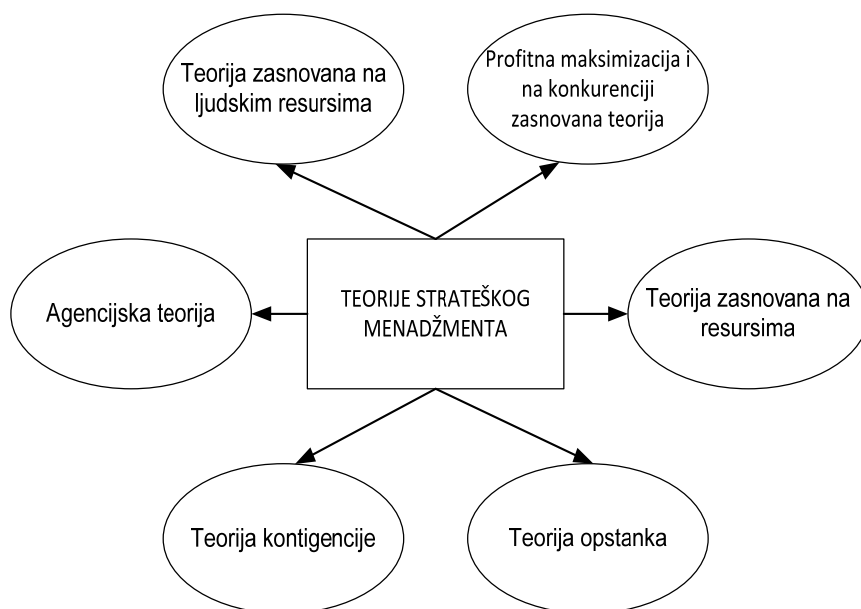 Teorija zasnovana na
ljudskim resursima
Profitna maksimizacija i
na konkurenciji
zasnovana teorija
Agencijska teorija
TEORIJE STRATEŠKOG
MENADŽMENTA
Teorija zasnovana na
resursima
Teorija kontigencije
Teorija opstanka